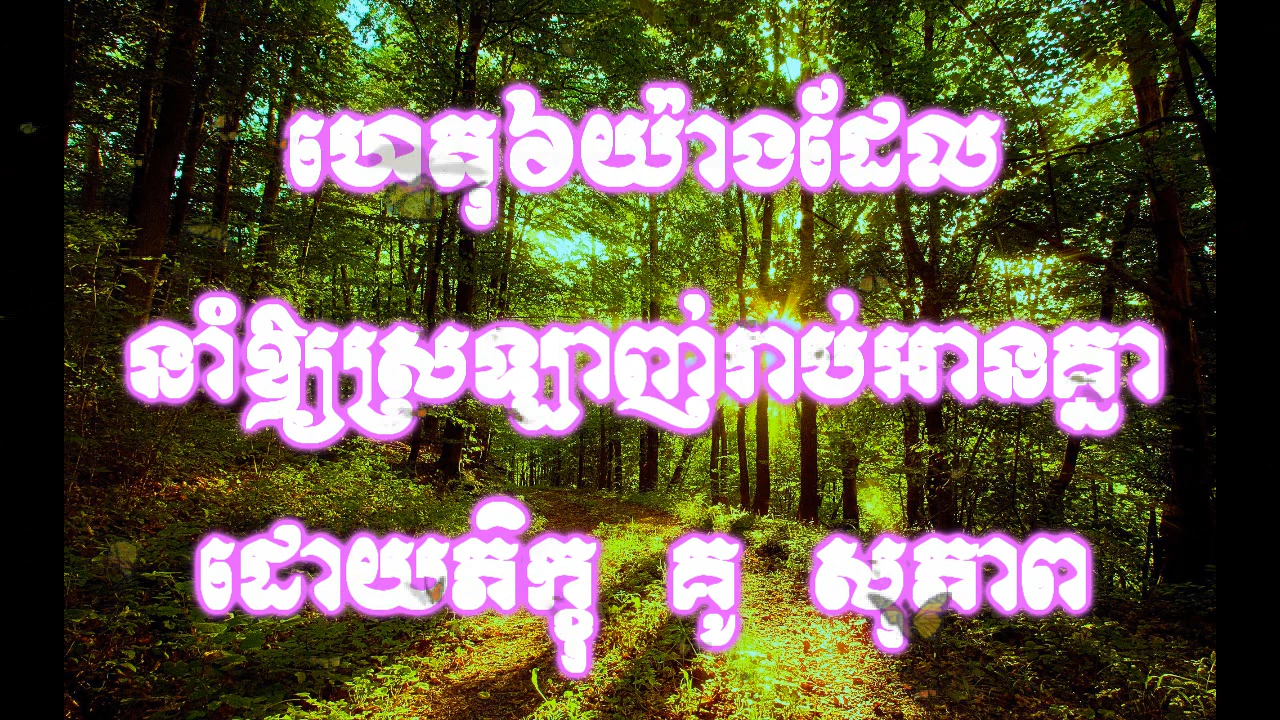 ហេតុ៦យ៉ាងដែល
នាំឱ្យស្រឡាញ់រាប់អានគ្នា
ដោយភិក្ខុ គូ សុភាព